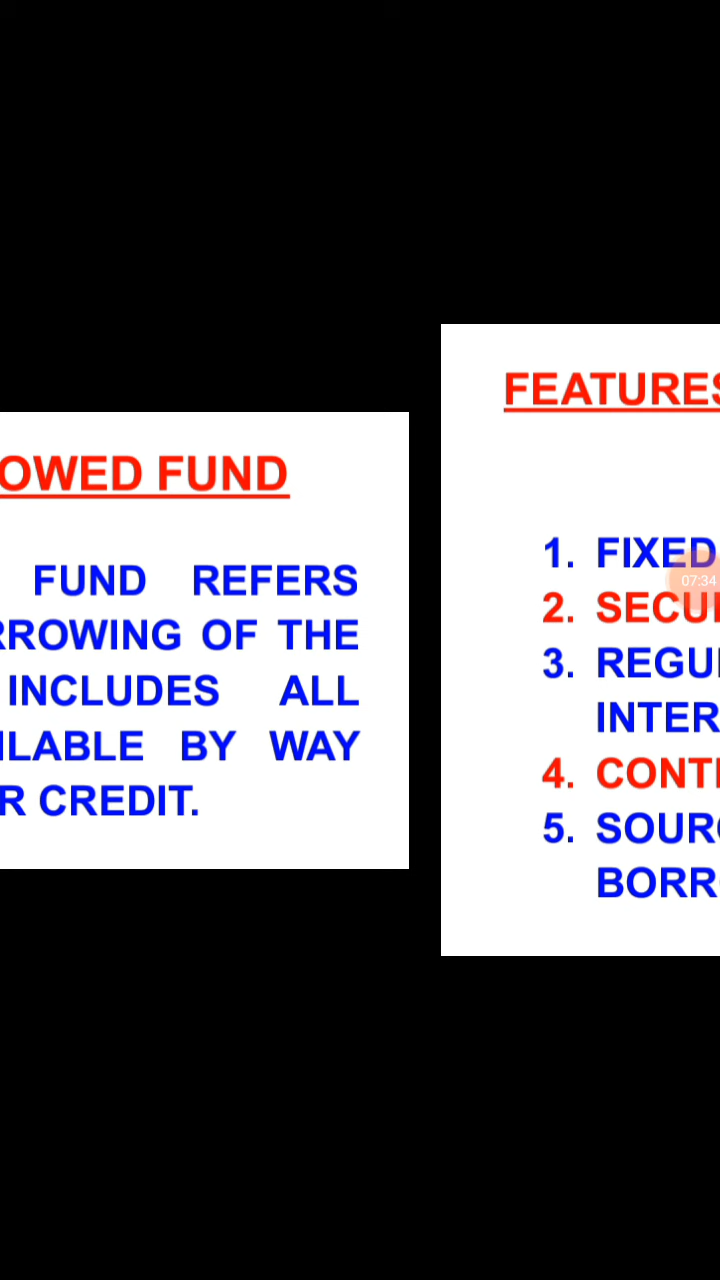 OWED FUND
FUND REFERS
RROWING OF THE
INCLUDES ALL
ILABLE BY WAY
R CREDIT.
FEATURES
1. FIXED
2. SECU
3. REGU
INTER
4. CONT
5. SOUR
BORR
07:34